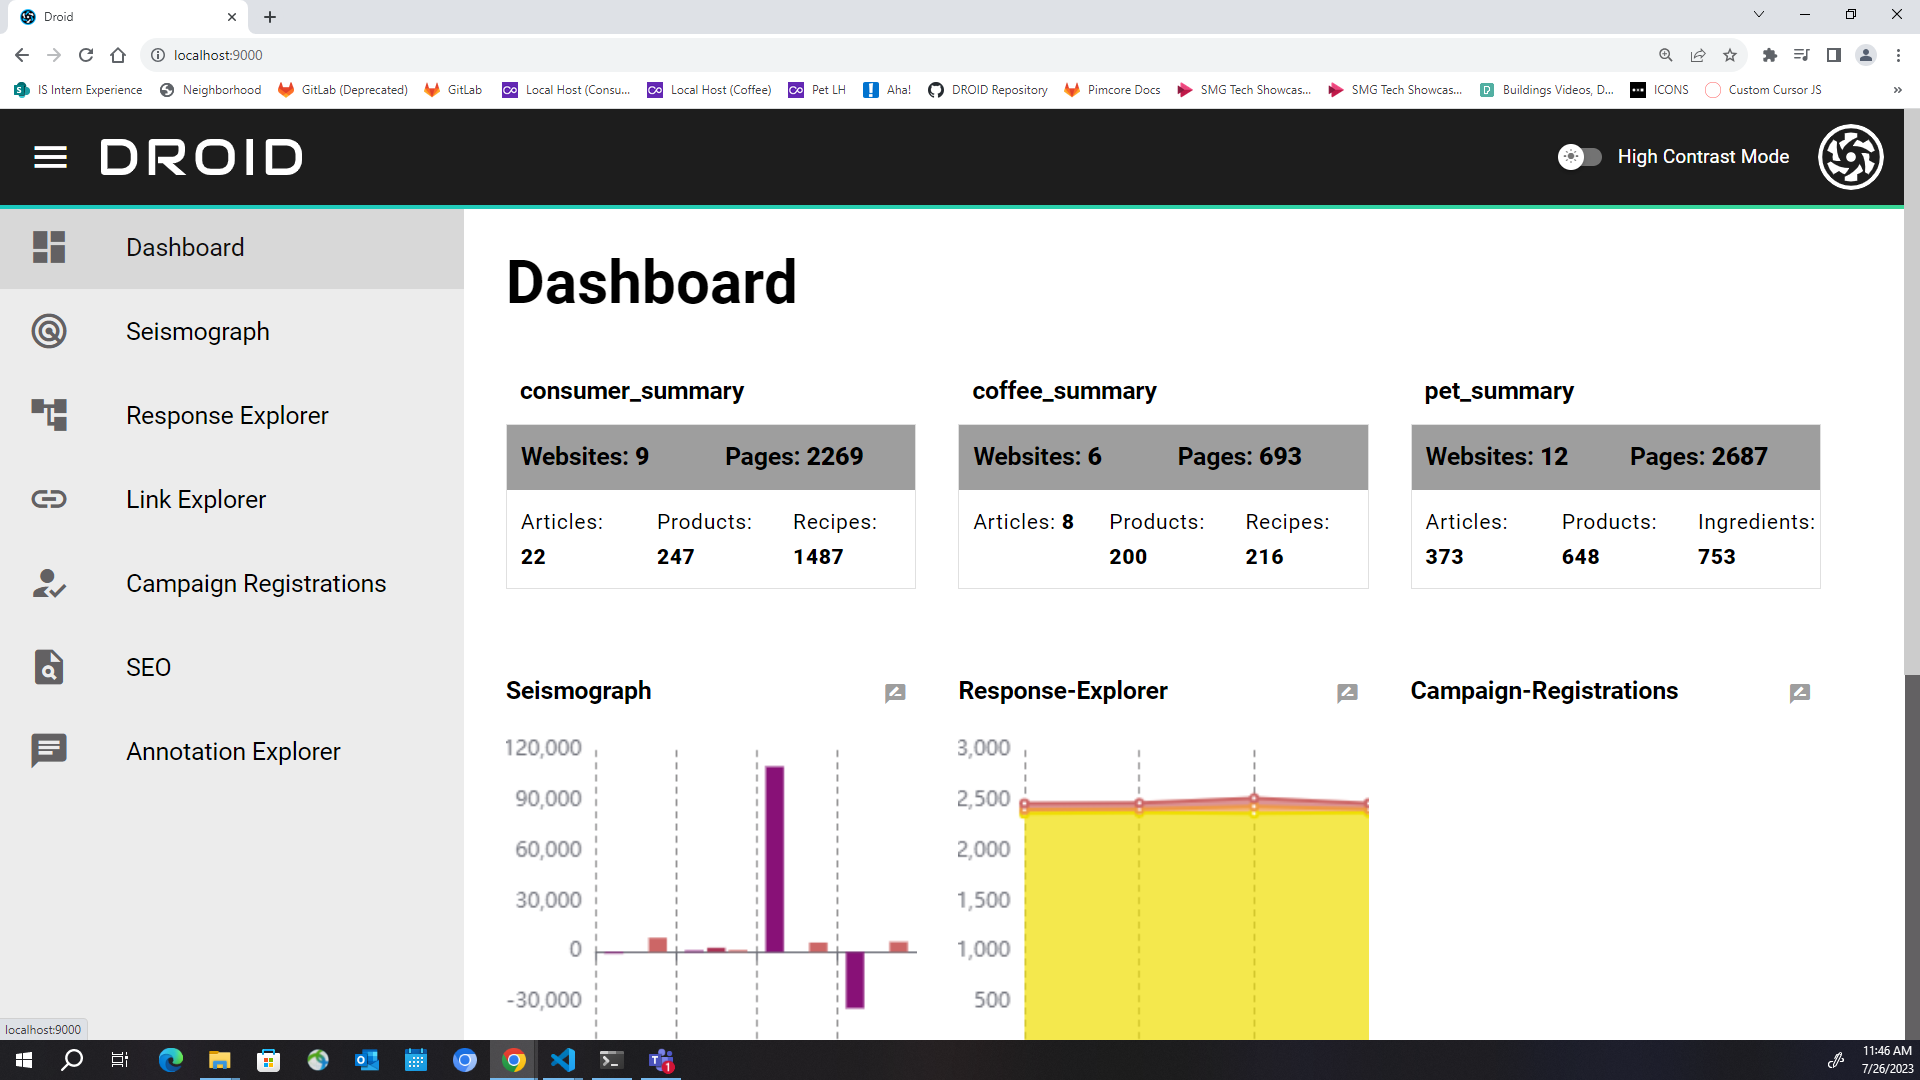 Droid
localhost:9000
IS Intern Experience
Neighborhood
GitLab (Deprecated)
GitLab
Local Host (Consu...
Local Host (Coffee)
Pet LH
Aha!
DROID Repository
Pimcore Docs
SMG Tech Showcas...
SMG Tech Showcas...
Buildings Videos, D...
ICONS
Custom Cursor JS
»
DROID
High Contrast Mode
Dashboard
Seismograph
Response Explorer
Link Explorer
Campaign Registrations
SEO
Annotation Explorer
Dashboard
consumer_summary
Websites: 9 Pages: 2269
Articles: Products: Recipes:
22 247 1487
coffee_summary
Websites: 6 Pages: 693
Articles: 8 Products: Recipes:
200 216
pet_summary
Websites: 12 Pages: 2687
Articles: Products: Ingredients:
373 648 753
Seismograph
120,000
90,000
60,000
30,000
0
-30,000
Response-Explorer
3,000
2,500
2,000
1,500
1,000
500
Campaign-Registrations
localhost:9000
1
11:46 AM
7/26/2023